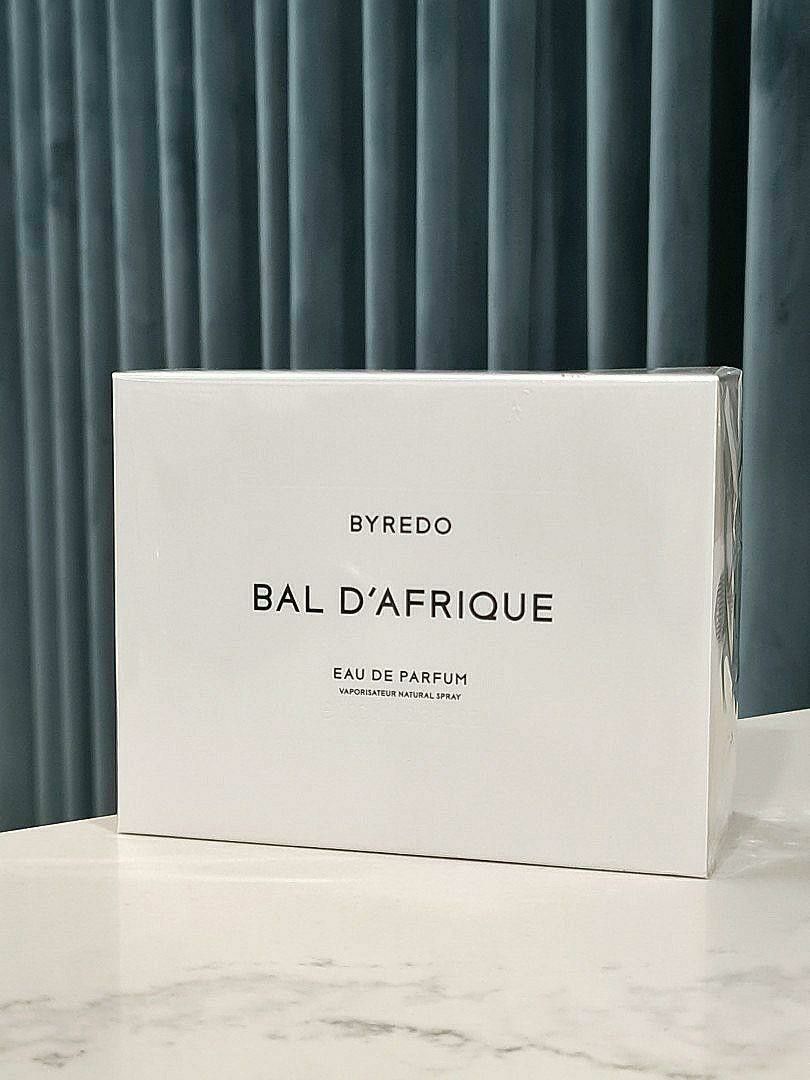 BYREDO
BAL D'AFRIQUE
EAU DE PARFUM
VAPORISATEUR NATURAL SPRAY